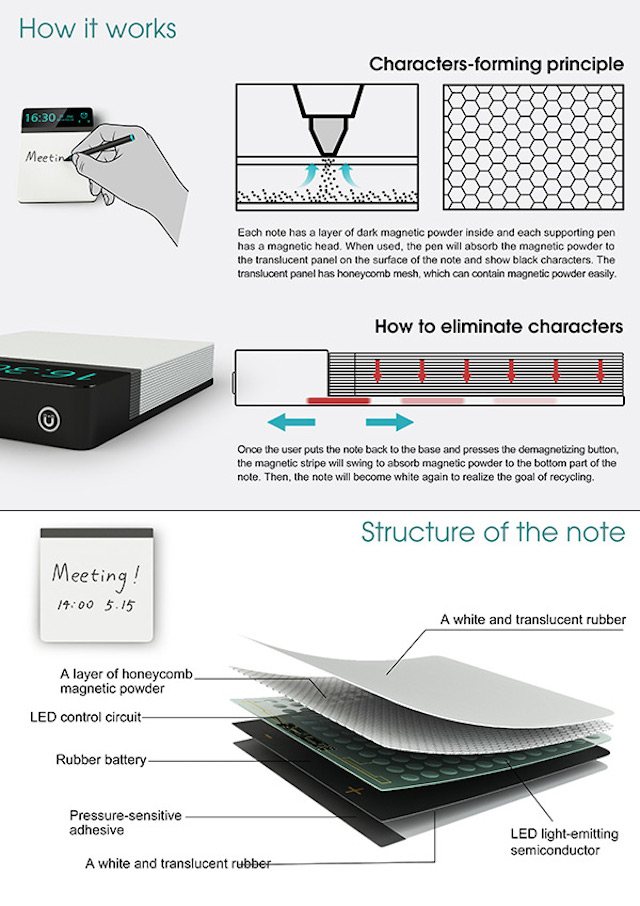 How it works
Characters-forming principle
16:30
Meetin
Each note has a layer of dark magnetic powder inside and each supporting pen
has a magnetic head. When used, the pen will absorb the magnetic powder to
the translucent panel on the surface of the note and show black characters. The
translucent panel has honeycomb mesh, which can contain magnetic powder easily.
How to eliminate characters
16:30
Once the user puts the note back to the base and presses the demagnetizing button,
the magnetic stripe will swing to absorb magnetic powder to the bottom part of the
note. Then, the note will become white again to realize the goal of recycling.
Structure of the note
Meeting!
14:00 5.15
A white and translucent rubber
A layer of honeycomb
magnetic powder
LED control circuit
Rubber battery
Pressure-sensitive
adhesive
LED light-emitting
semiconductor
A white and translucent rubber